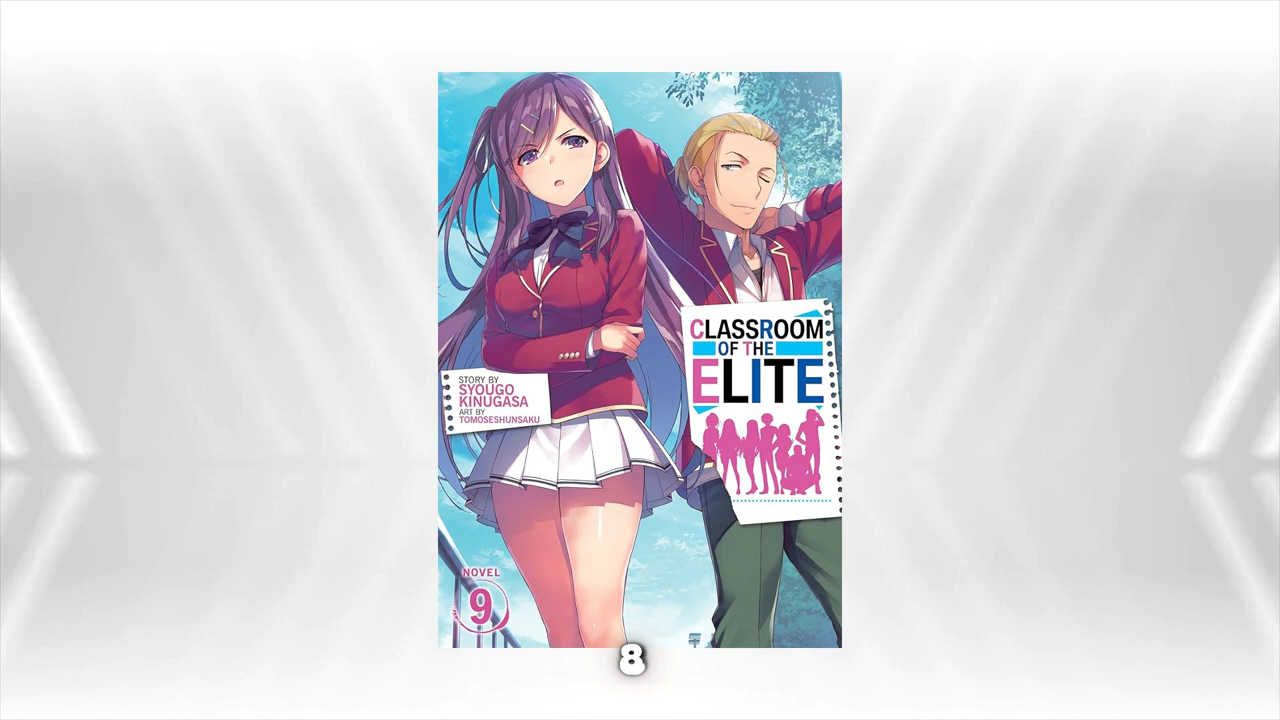 CLASSROOM
OF THE
ELITE
STORY BY
SYOUGO
KINUGASA
ART BY
TOMOSESHUNSAKU
NOVEL
9
8